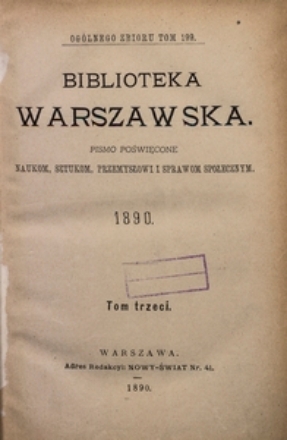 OGÓLNEGO ZBIORU TOM 199.
BIBLIOTEKA
WARSZAWSKA.
PISMO POŚWIĘCONE
NAUKOM, SZTUKOM, PRZEMYSŁOWI I SPRAWOM SPOŁECZNYM.
1890.
Tom trzeci.
WARSZAWA.
Adres Redakcyi: NOWY-ŚWIAT Nr. 41.
1890.